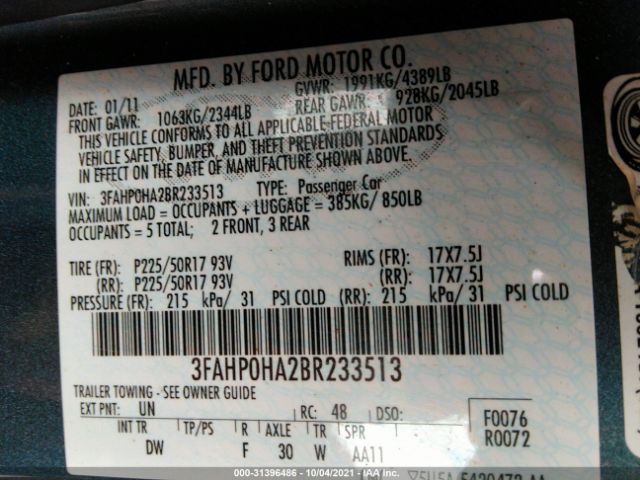 MFD. BY FORD MOTOR CO.
DATE: 01/11 GVWR: 1991KG/4389LB
FRONT GAWR: 1063KG/2344LB REAR GAWR: 928KG/2045LB
THIS VEHICLE CONFORMS TO ALL APPLICABLE FEDERAL MOTOR
VEHICLE SAFETY, BUMPER, AND THEFT PREVENTION STANDARDS
IN EFFECT ON THE DATE OF MANUFACTURE SHOWN ABOVE.
VIN: 3FAHP0HA2BR233513 TYPE: Passenger Car
MAXIMUM LOAD = OCCUPANTS + LUGGAGE = 385KG/ 850LB
OCCUPANTS = 5 TOTAL; 2 FRONT, 3 REAR
TIRE (FR): P225/50R17 93V RIMS (FR): 17X7.5J
(RR): P225/50R17 93V (RR): 17X7.5J
PRESSURE (FR): 215 kPa/ 31 PSI COLD (RR): 215 kPa/ 31 PSI COLD
3FAHP0HA2BR233513
TRAILER TOWING - SEE OWNER GUIDE
EXT PNT: UN RC: 48 DSO: F0076
INT TR TP/PS R AXLE TR SPR R0072
DW F 30 W AA11
Owner: 31396486 - 10/04/2021 - IAA